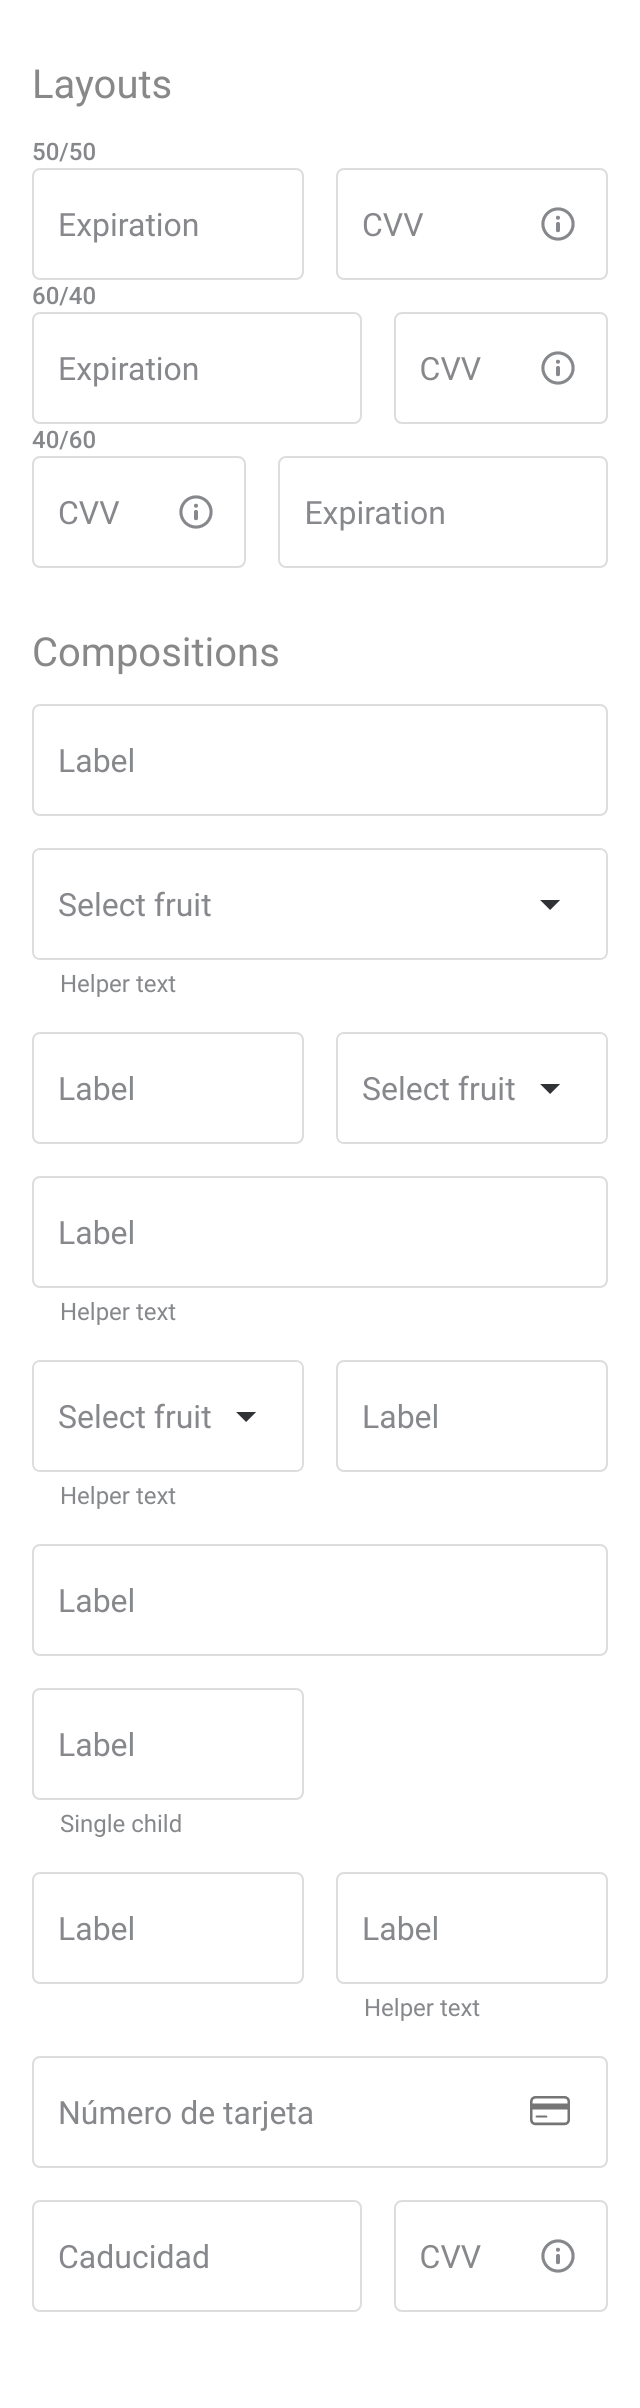 Layouts
50/50
Expiration CVV
60/40
Expiration CVV
40/60
CVV Expiration
Compositions
Label
Select fruit
Helper text
Label Select fruit
Label
Helper text
Select fruit Label
Helper text
Label
Label
Single child
Label Label
Helper text
Número de tarjeta
Caducidad CVV